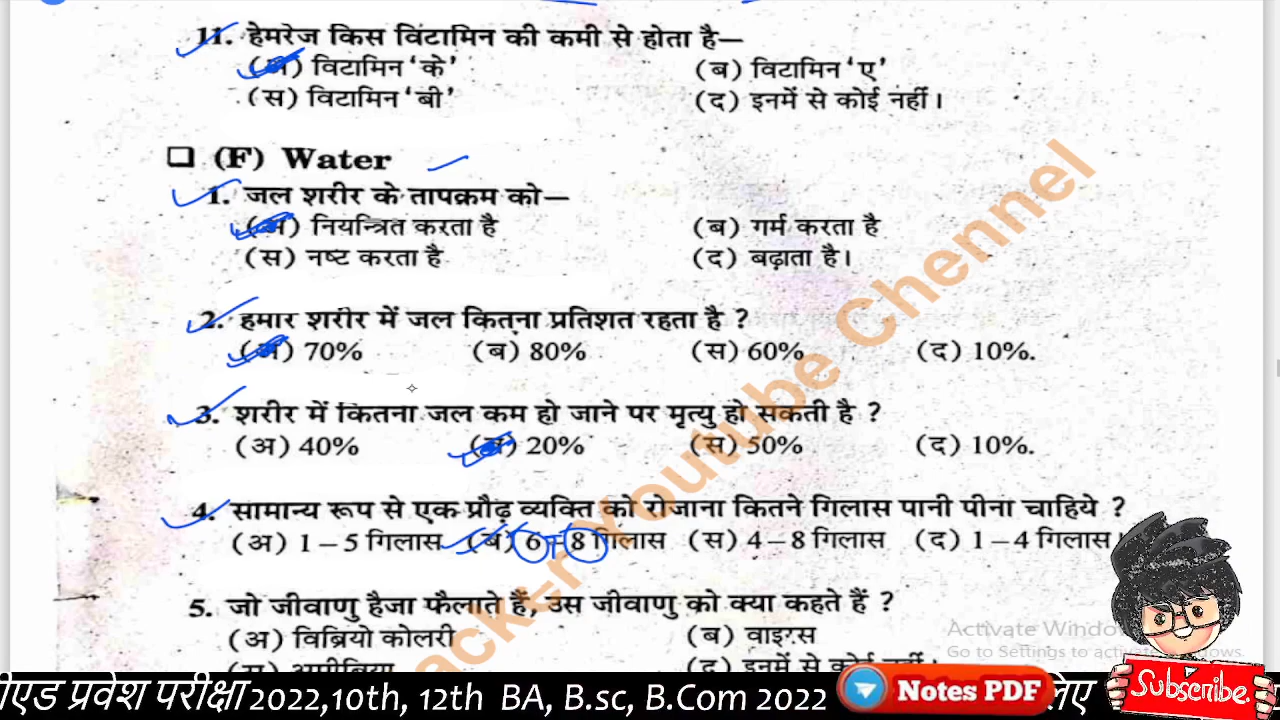 11. हेमरेज किस विटामिन की कमी से होता है—
(अ) विटामिन 'के' (ब) विटामिन 'ए'
(स) विटामिन 'बी' (द) इनमें से कोई नहीं।
(F) Water
1. जल शरीर के तापक्रम को—
(अ) नियन्त्रित करता है (ब) गर्म करता है
(स) नष्ट करता है (द) बढ़ाता है।
2. हमार शरीर में जल कितना प्रतिशत रहता है ?
(अ) 70% (ब) 80% (स) 60% (द) 10%.
3. शरीर में कितना जल कम हो जाने पर मृत्यु हो सकती है ?
(अ) 40% (ब) 20% (स) 50% (द) 10%.
4. सामान्य रूप से एक प्रौढ़ व्यक्ति को रोजाना कितने गिलास पानी पीना चाहिये ?
(अ) 1 – 5 गिलास (ब) 6 – 8 गिलास (स) 4 – 8 गिलास (द) 1 – 4 गिलास।
5. जो जीवाणु हैजा फैलाते हैं, उस जीवाणु को क्या कहते हैं ?
(अ) विब्रियो कोलरी (ब) वाइरस
(स) अमीबिया (द) इनमें से कोई नहीं।
Youtube Chennel
Activate Windo
Go to Settings to activate Windows.
पीएड प्रवेश परीक्षा 2022,10th, 12th BA, B.sc, B.Com 2022
Notes PDF
लिए
Subscribe